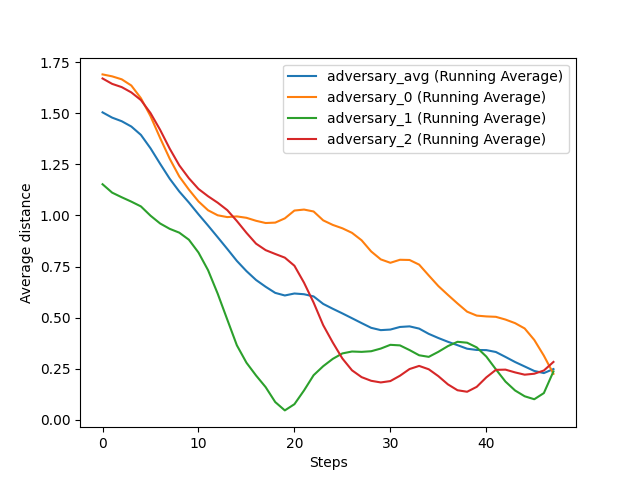 1.75
1.50
1.25
1.00
0.75
0.50
0.25
0.00
Average distance
adversary_avg (Running Average)
adversary_0 (Running Average)
adversary_1 (Running Average)
adversary_2 (Running Average)
0 10 20 30 40
Steps